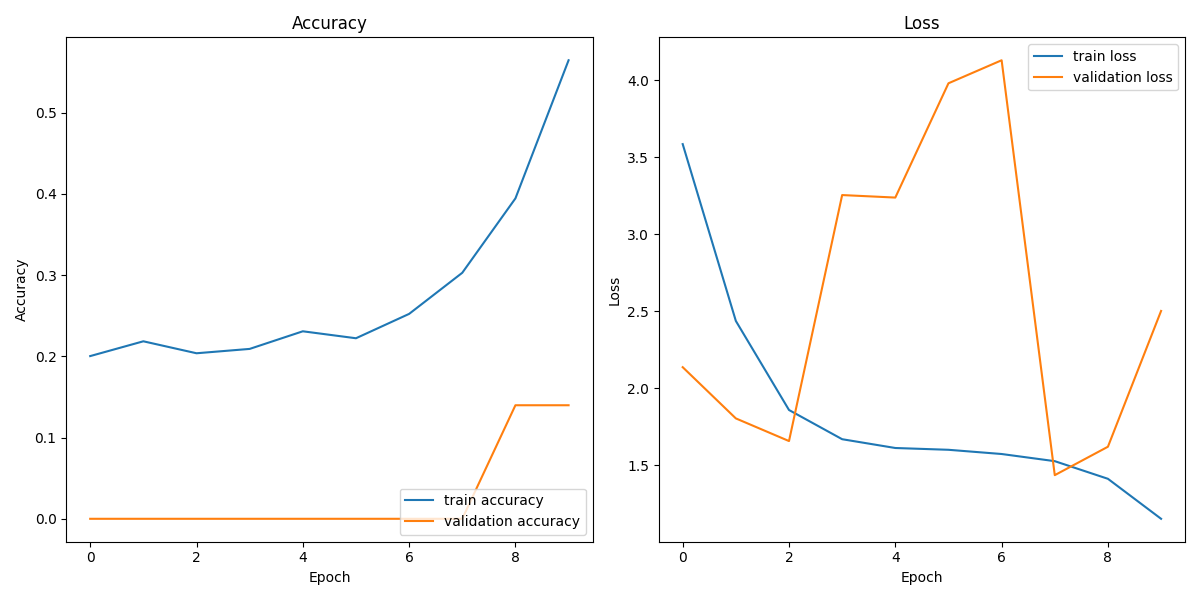 Accuracy
Accuracy
0.5
0.4
0.3
0.2
0.1
0.0
train accuracy
validation accuracy
0 2 4 6 8
Epoch
Loss
Loss
4.0
3.5
3.0
2.5
2.0
1.5
train loss
validation loss
0 2 4 6 8
Epoch